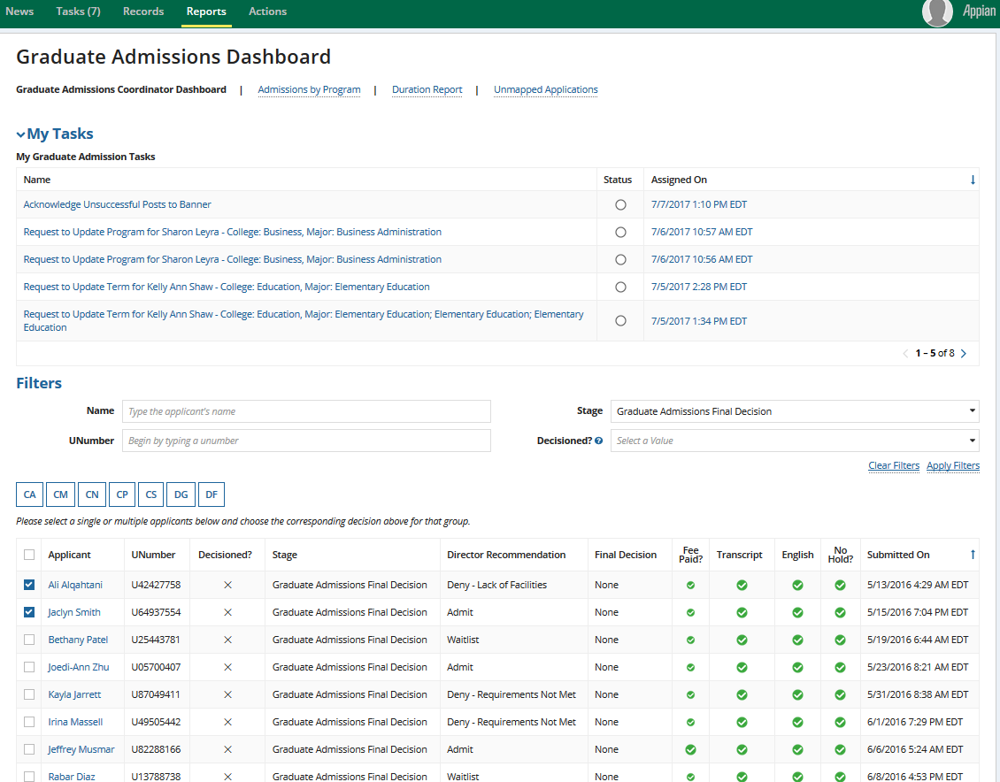 News Tasks (7) Records Reports Actions Appian
Graduate Admissions Dashboard
Graduate Admissions Coordinator Dashboard | Admissions by Program | Duration Report | Unmapped Applications
My Tasks
My Graduate Admission Tasks
Name Status Assigned On
Acknowledge Unsuccessful Posts to Banner 7/7/2017 1:10 PM EDT
Request to Update Program for Sharon Leyra - College: Business, Major: Business Administration 7/6/2017 10:57 AM EDT
Request to Update Program for Sharon Leyra - College: Business, Major: Business Administration 7/6/2017 10:56 AM EDT
Request to Update Term for Kelly Ann Shaw - College: Education, Major: Elementary Education 7/5/2017 2:28 PM EDT
Request to Update Term for Kelly Ann Shaw - College: Education, Major: Elementary Education; Elementary Education; Elementary
Education 7/5/2017 1:34 PM EDT
1 – 5 of 8
Filters
Name Type the applicant's name Stage Graduate Admissions Final Decision
UNumber Begin by typing a unumber Decisioned? Select a Value
Clear Filters Apply Filters
CA CM CN CP CS DG DF
Please select a single or multiple applicants below and choose the corresponding decision above for that group.
Applicant UNumber Decisioned? Stage Director Recommendation Final Decision Fee Paid? Transcript English No Hold? Submitted On
Ali Alqahtani U42427758 Graduate Admissions Final Decision Deny - Lack of Facilities None 5/13/2016 4:29 AM EDT
Jaclyn Smith U64937554 Graduate Admissions Final Decision Admit None 5/15/2016 7:04 PM EDT
Bethany Patel U25443781 Graduate Admissions Final Decision Waitlist None 5/19/2016 6:44 AM EDT
Joedi-Ann Zhu U05700407 Graduate Admissions Final Decision Admit None 5/23/2016 8:21 AM EDT
Kayla Jarrett U87049411 Graduate Admissions Final Decision Deny - Requirements Not Met None 5/31/2016 8:38 AM EDT
Irina Massell U49505442 Graduate Admissions Final Decision Deny - Requirements Not Met None 6/1/2016 7:29 PM EDT
Jeffrey Musmar U82288166 Graduate Admissions Final Decision Admit None 6/6/2016 5:24 AM EDT
Rabar Diaz U13788738 Graduate Admissions Final Decision Waitlist None 6/8/2016 4:53 PM EDT